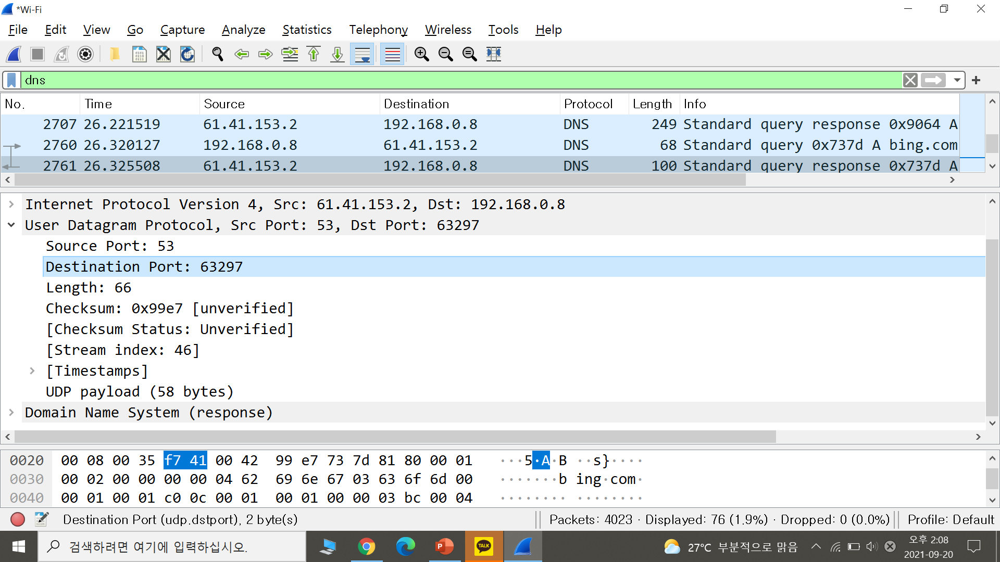 *Wi-Fi
File Edit View Go Capture Analyze Statistics Telephony Wireless Tools Help
dns
No. Time Source Destination Protocol Length Info
2707 26.221519 61.41.153.2 192.168.0.8 DNS 249 Standard query response 0x9064 A
2760 26.320127 192.168.0.8 61.41.153.2 DNS 68 Standard query 0x737d A bing.com
2761 26.325508 61.41.153.2 192.168.0.8 DNS 100 Standard query response 0x737d A
Internet Protocol Version 4, Src: 61.41.153.2, Dst: 192.168.0.8
User Datagram Protocol, Src Port: 53, Dst Port: 63297
Source Port: 53
Destination Port: 63297
Length: 66
Checksum: 0x99e7 [unverified]
[Checksum Status: Unverified]
[Stream index: 46]
[Timestamps]
UDP payload (58 bytes)
Domain Name System (response)
0020 00 08 00 35 f7 41 00 42 99 e7 73 7d 81 80 00 01 ···5·A·B ··s}····
0030 00 02 00 00 00 00 04 62 69 6e 67 03 63 6f 6d 00 ·······b ing·com·
0040 00 01 00 01 c0 0c 00 01 00 01 00 00 03 bc 00 04 ········ ········
Destination Port (udp.dstport), 2 byte(s) Packets: 4023 · Displayed: 76 (1.9%) · Dropped: 0 (0.0%) Profile: Default
검색하려면 여기에 입력하십시오. P TALK 27°C 부분적으로 맑음 오후 2:08
2021-09-20